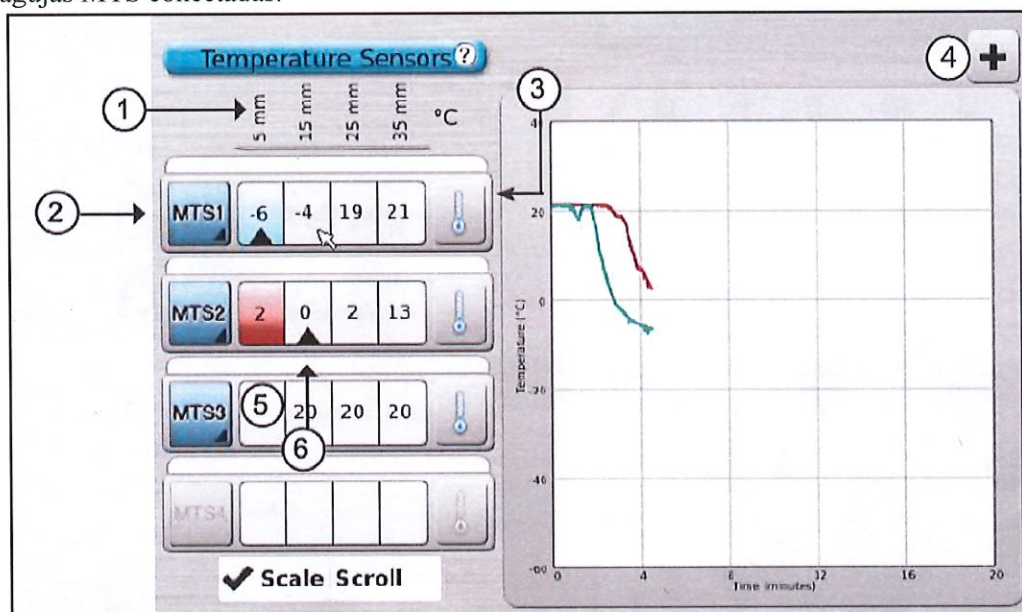 agujas MTS conectadas.
Temperature Sensors ?
4 +
3
1
5 mm 15 mm 25 mm 35 mm °C
2
MTS1 -6 -4 19 21
MTS2 2 0 2 13
MTS3 5 20 20 20
6
MTS4
✔ Scale Scroll
20
0
-40
Temperature (°C)
0 4 8 12 16 20
Time (minutes)